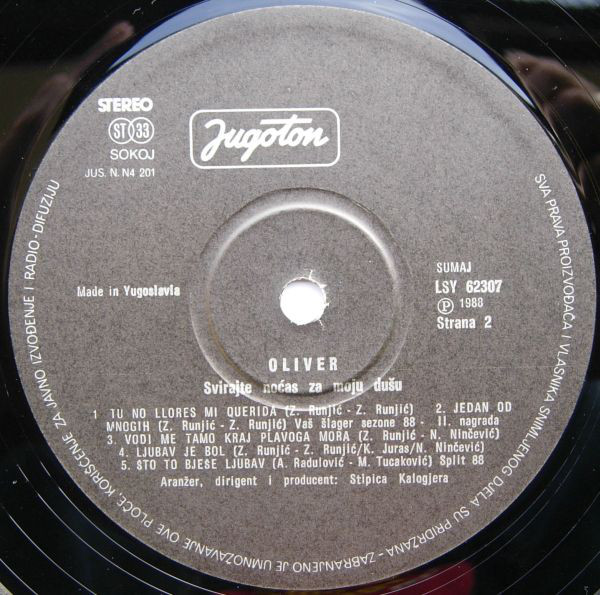 STEREO
ST 33
SOKOJ
JUS. N. N4 201
Jugoton
Made in Yugoslavia
SUMAJ
LSY 62307
Ⓟ 1988
Strana 2
OLIVER
Svirajte noćas za moju dušu
1 TU NO LLORES MI QUERIDA (Z. Runjić - Z. Runjić) 2. JEDAN OD
MNOGIH (Z. Runjić - Z. Runjić) Vaš šlager sezone 88 - II. nagrada
3. VODI ME TAMO KRAJ PLAVOGA MORA (Z. Runjić - N. Ninčević)
4. LJUBAV JE BOL (Z. Runjić - Z. Runjić/K. Juras/N. Ninčević)
5. ŠTO TO BJEŠE LJUBAV (A. Radulović - M. Tucaković) Split 88
Aranžer, dirigent i producent: Stipica Kalogjera
SVA PRAVA PROIZVOĐAČA I VLASNIKA SNIMLJENOG DJELA SU PRIDRŽANA - ZABRANJENO JE UMNOŽAVANJE OVE PLOČE, KORIŠĆENJE ZA JAVNO IZVOĐENJE I RADIO-DIFUZIJU